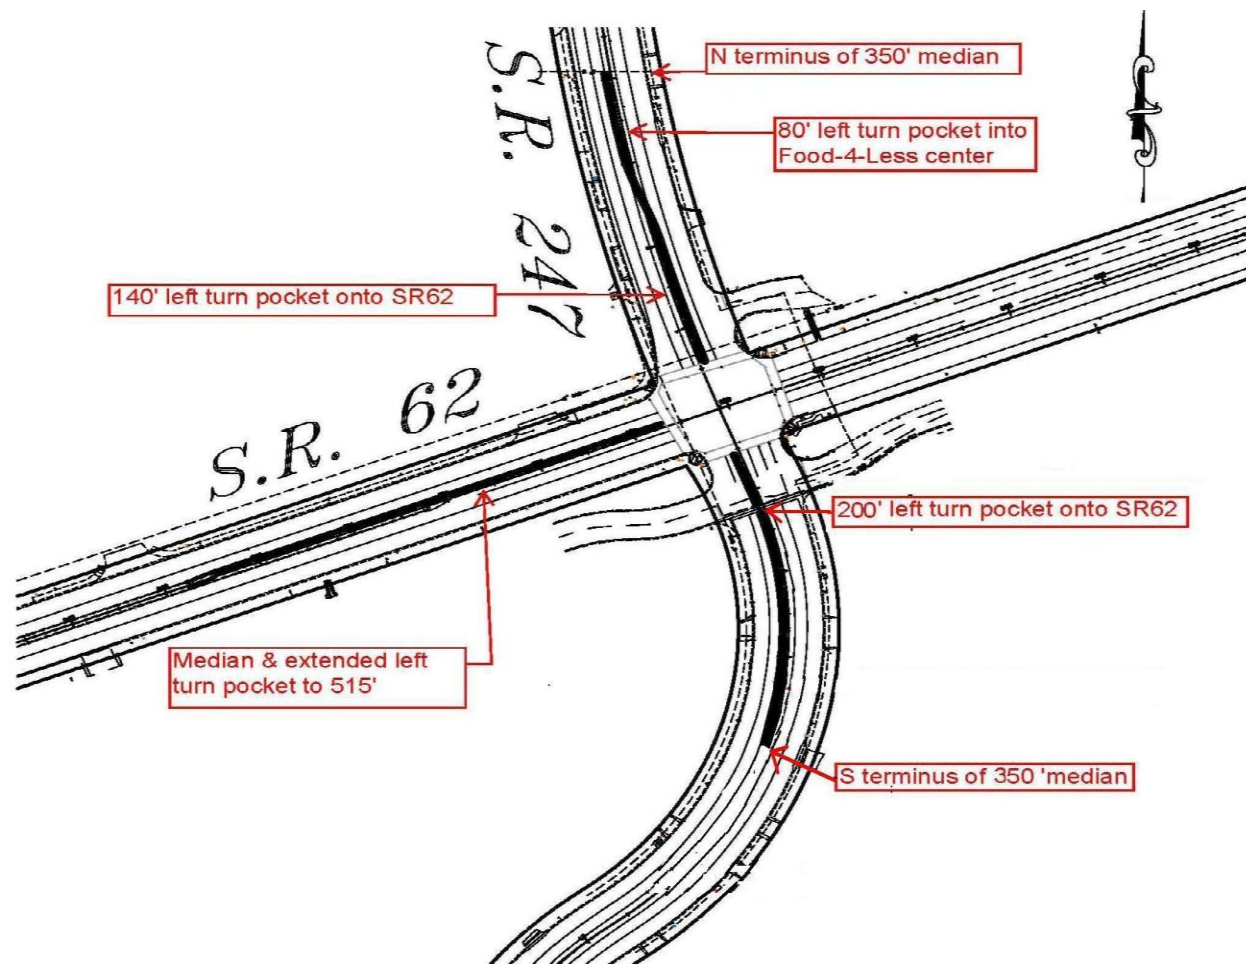 N terminus of 350' median
80' left turn pocket into
Food-4-Less center
S.R. 247
140' left turn pocket onto SR62
S.R. 62
200' left turn pocket onto SR62
Median & extended left
turn pocket to 515'
S terminus of 350 'median